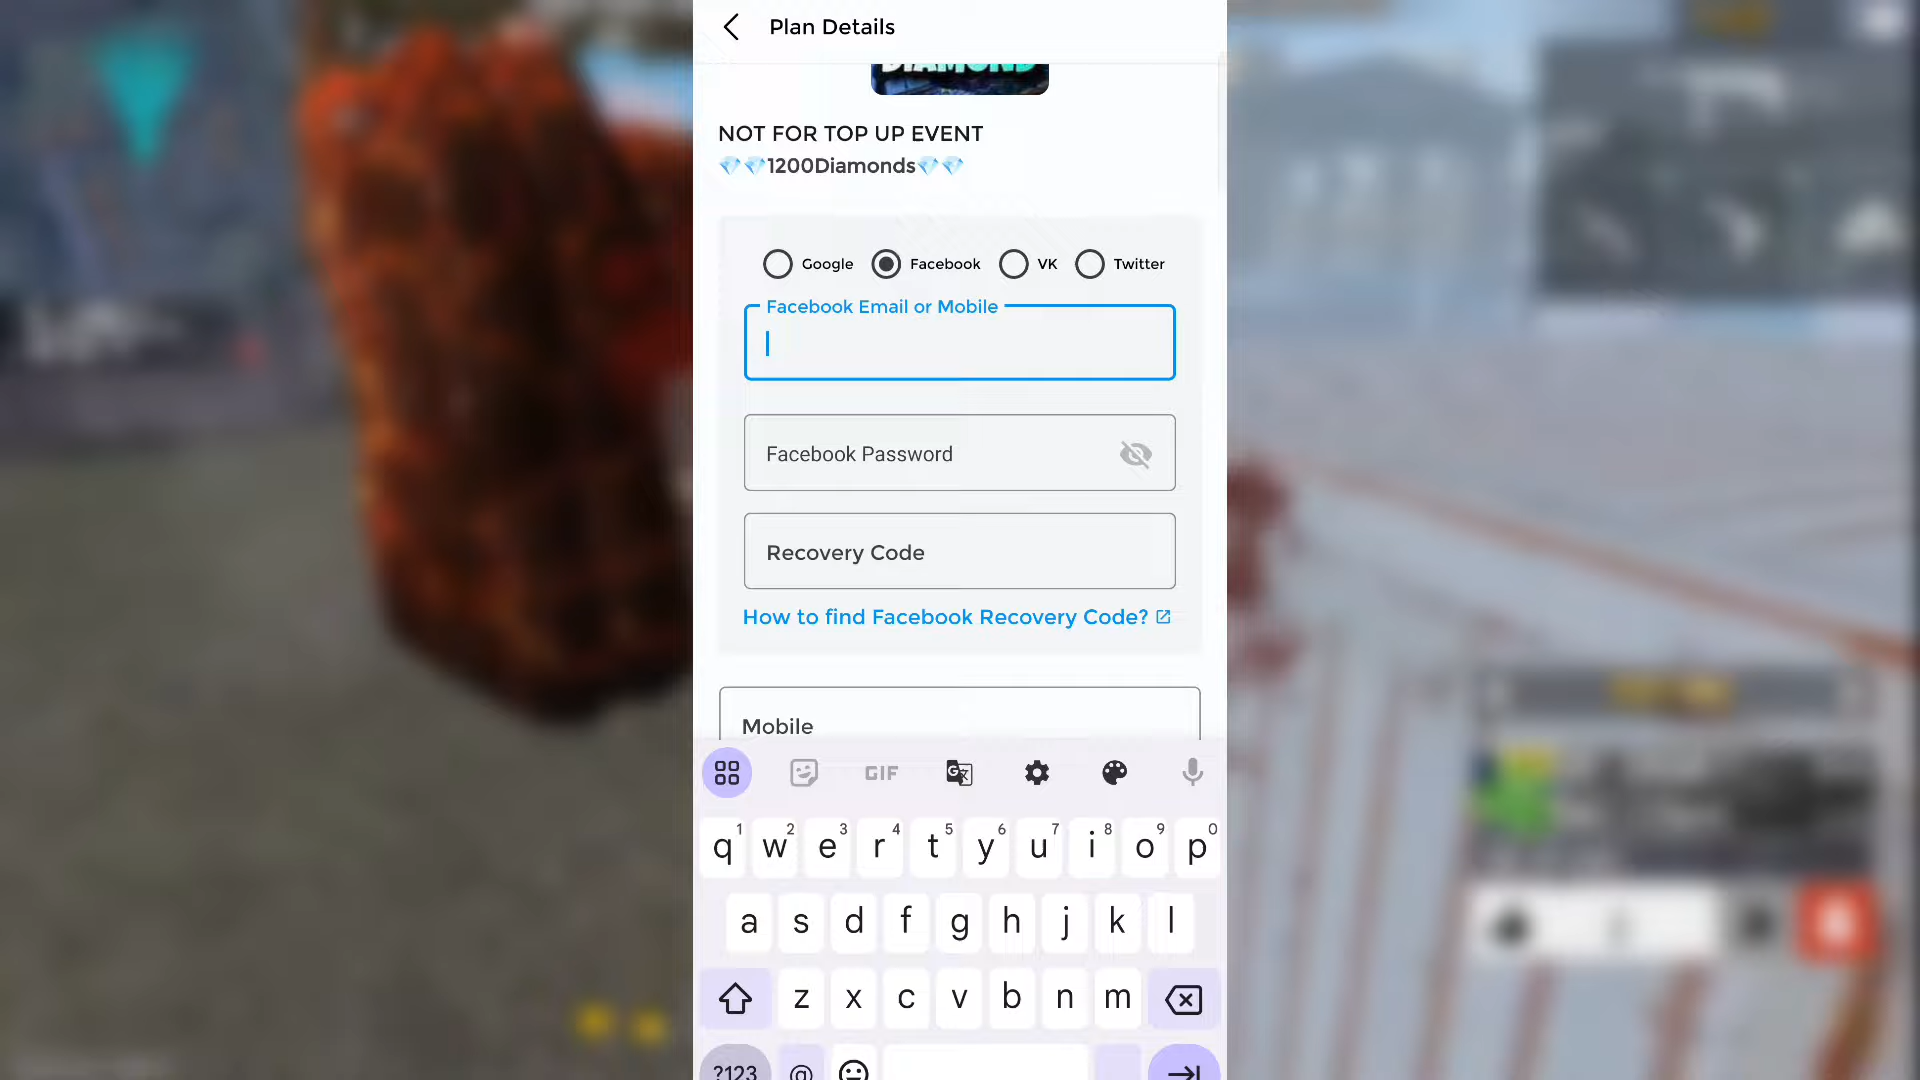 Plan Details
DIAMOND
NOT FOR TOP UP EVENT
💎💎1200Diamonds💎💎
Google Facebook VK Twitter
Facebook Email or Mobile
Facebook Password
Recovery Code
How to find Facebook Recovery Code?
Mobile
GIF
1 2 3 4 5 6 7 8 9 0
q w e r t y u i o p
a s d f g h j k l
z x c v b n m
?123 @